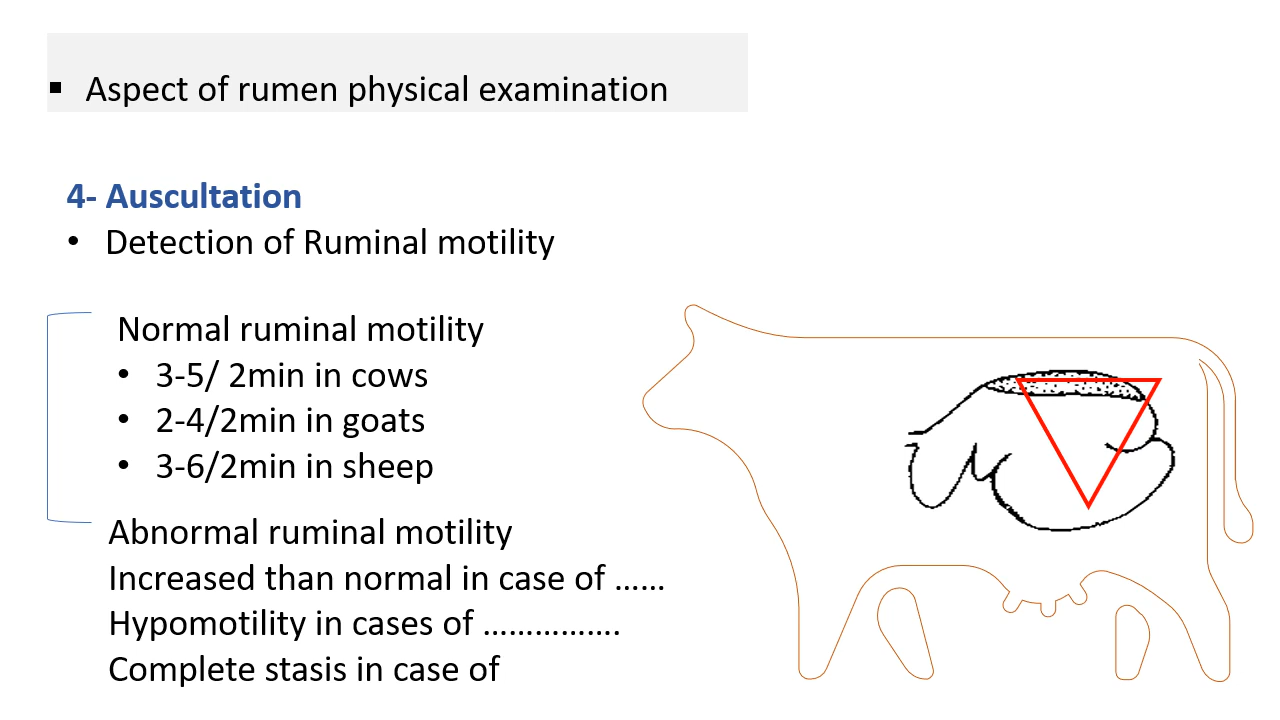 ▪ Aspect of rumen physical examination
4- Auscultation
• Detection of Ruminal motility
Normal ruminal motility
• 3-5/ 2min in cows
• 2-4/2min in goats
• 3-6/2min in sheep
Abnormal ruminal motility
Increased than normal in case of ……
Hypomotility in cases of …………….
Complete stasis in case of